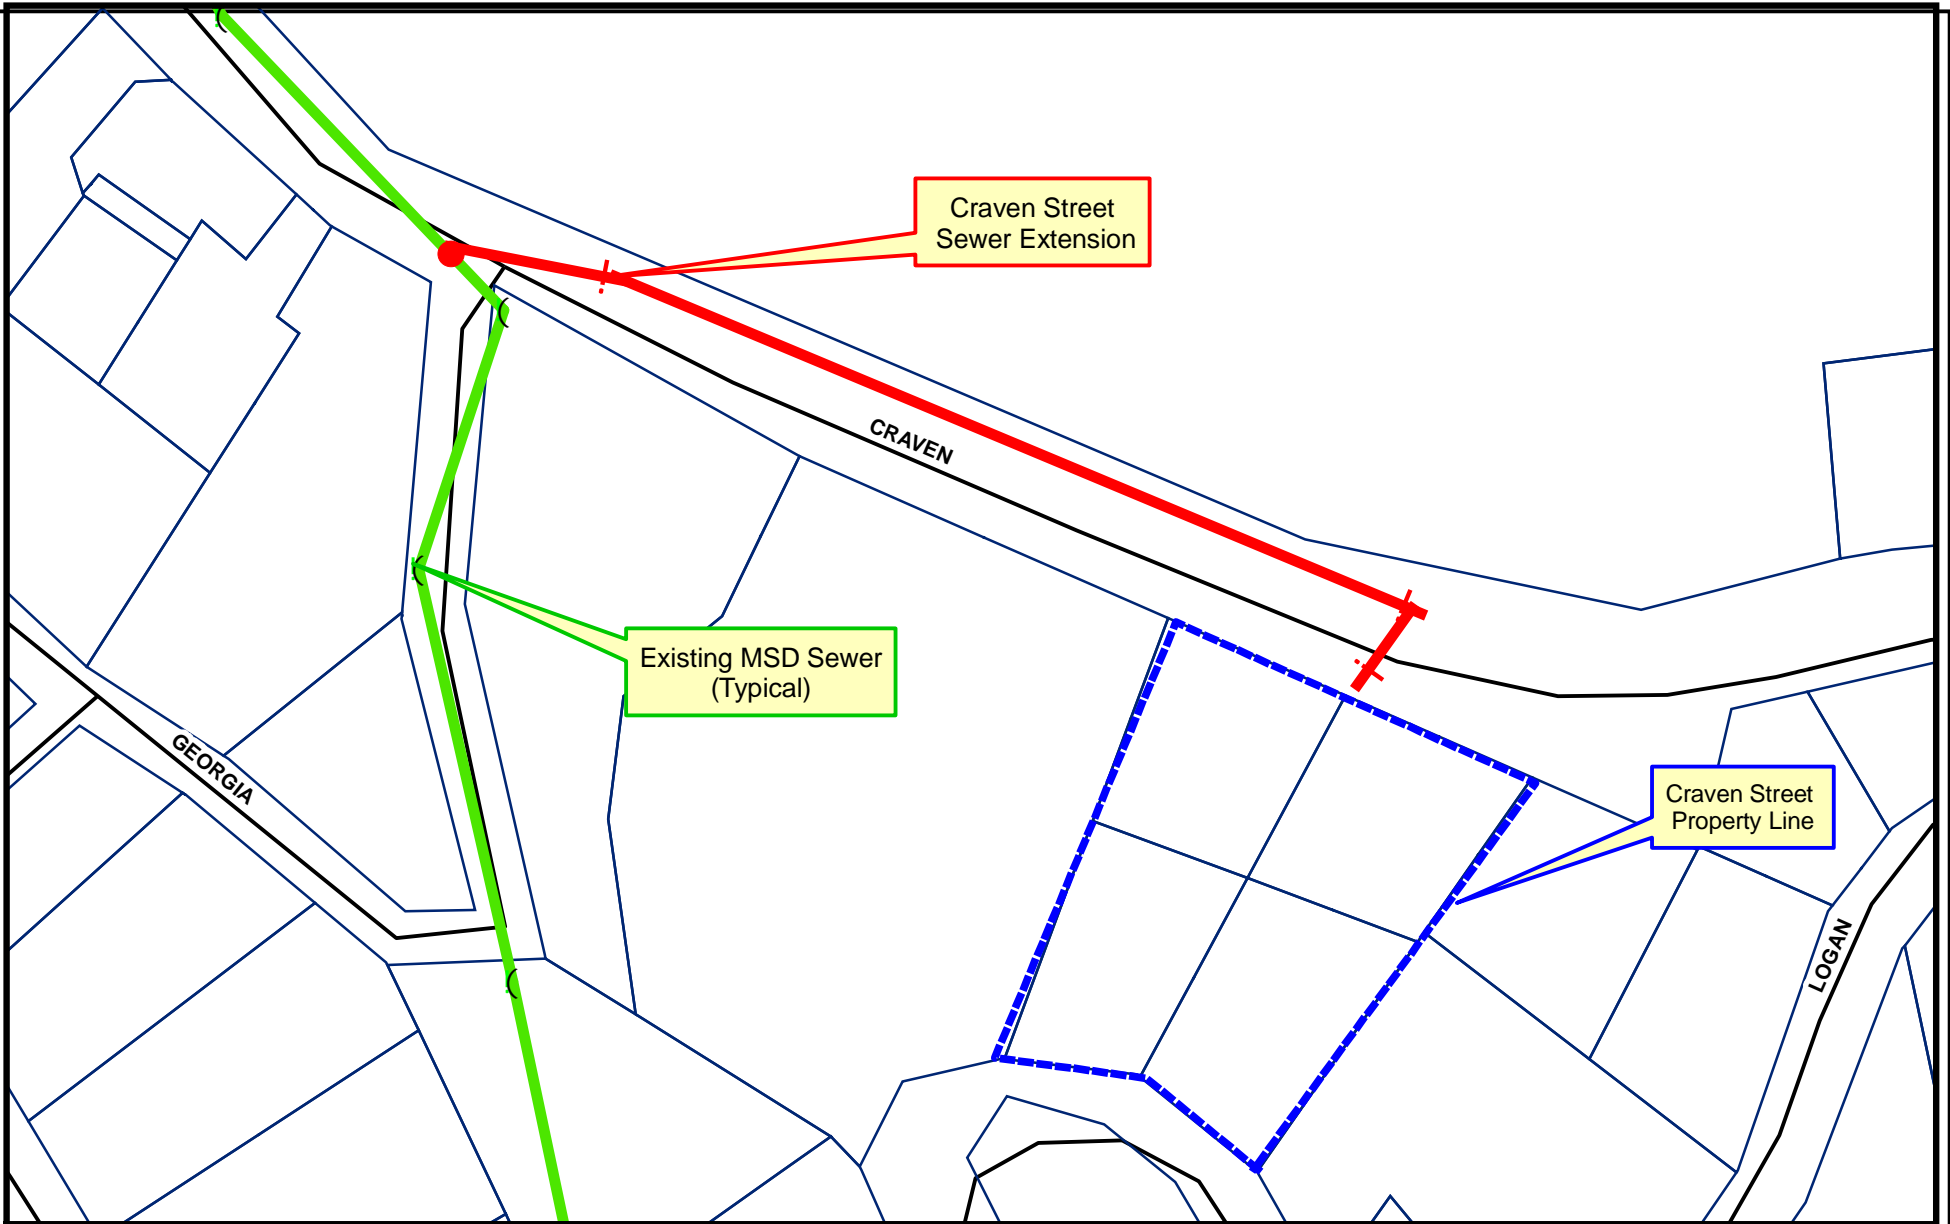 Craven Street
Sewer Extension
CRAVEN
Existing MSD Sewer
(Typical)
GEORGIA
Craven Street
Property Line
LOGAN